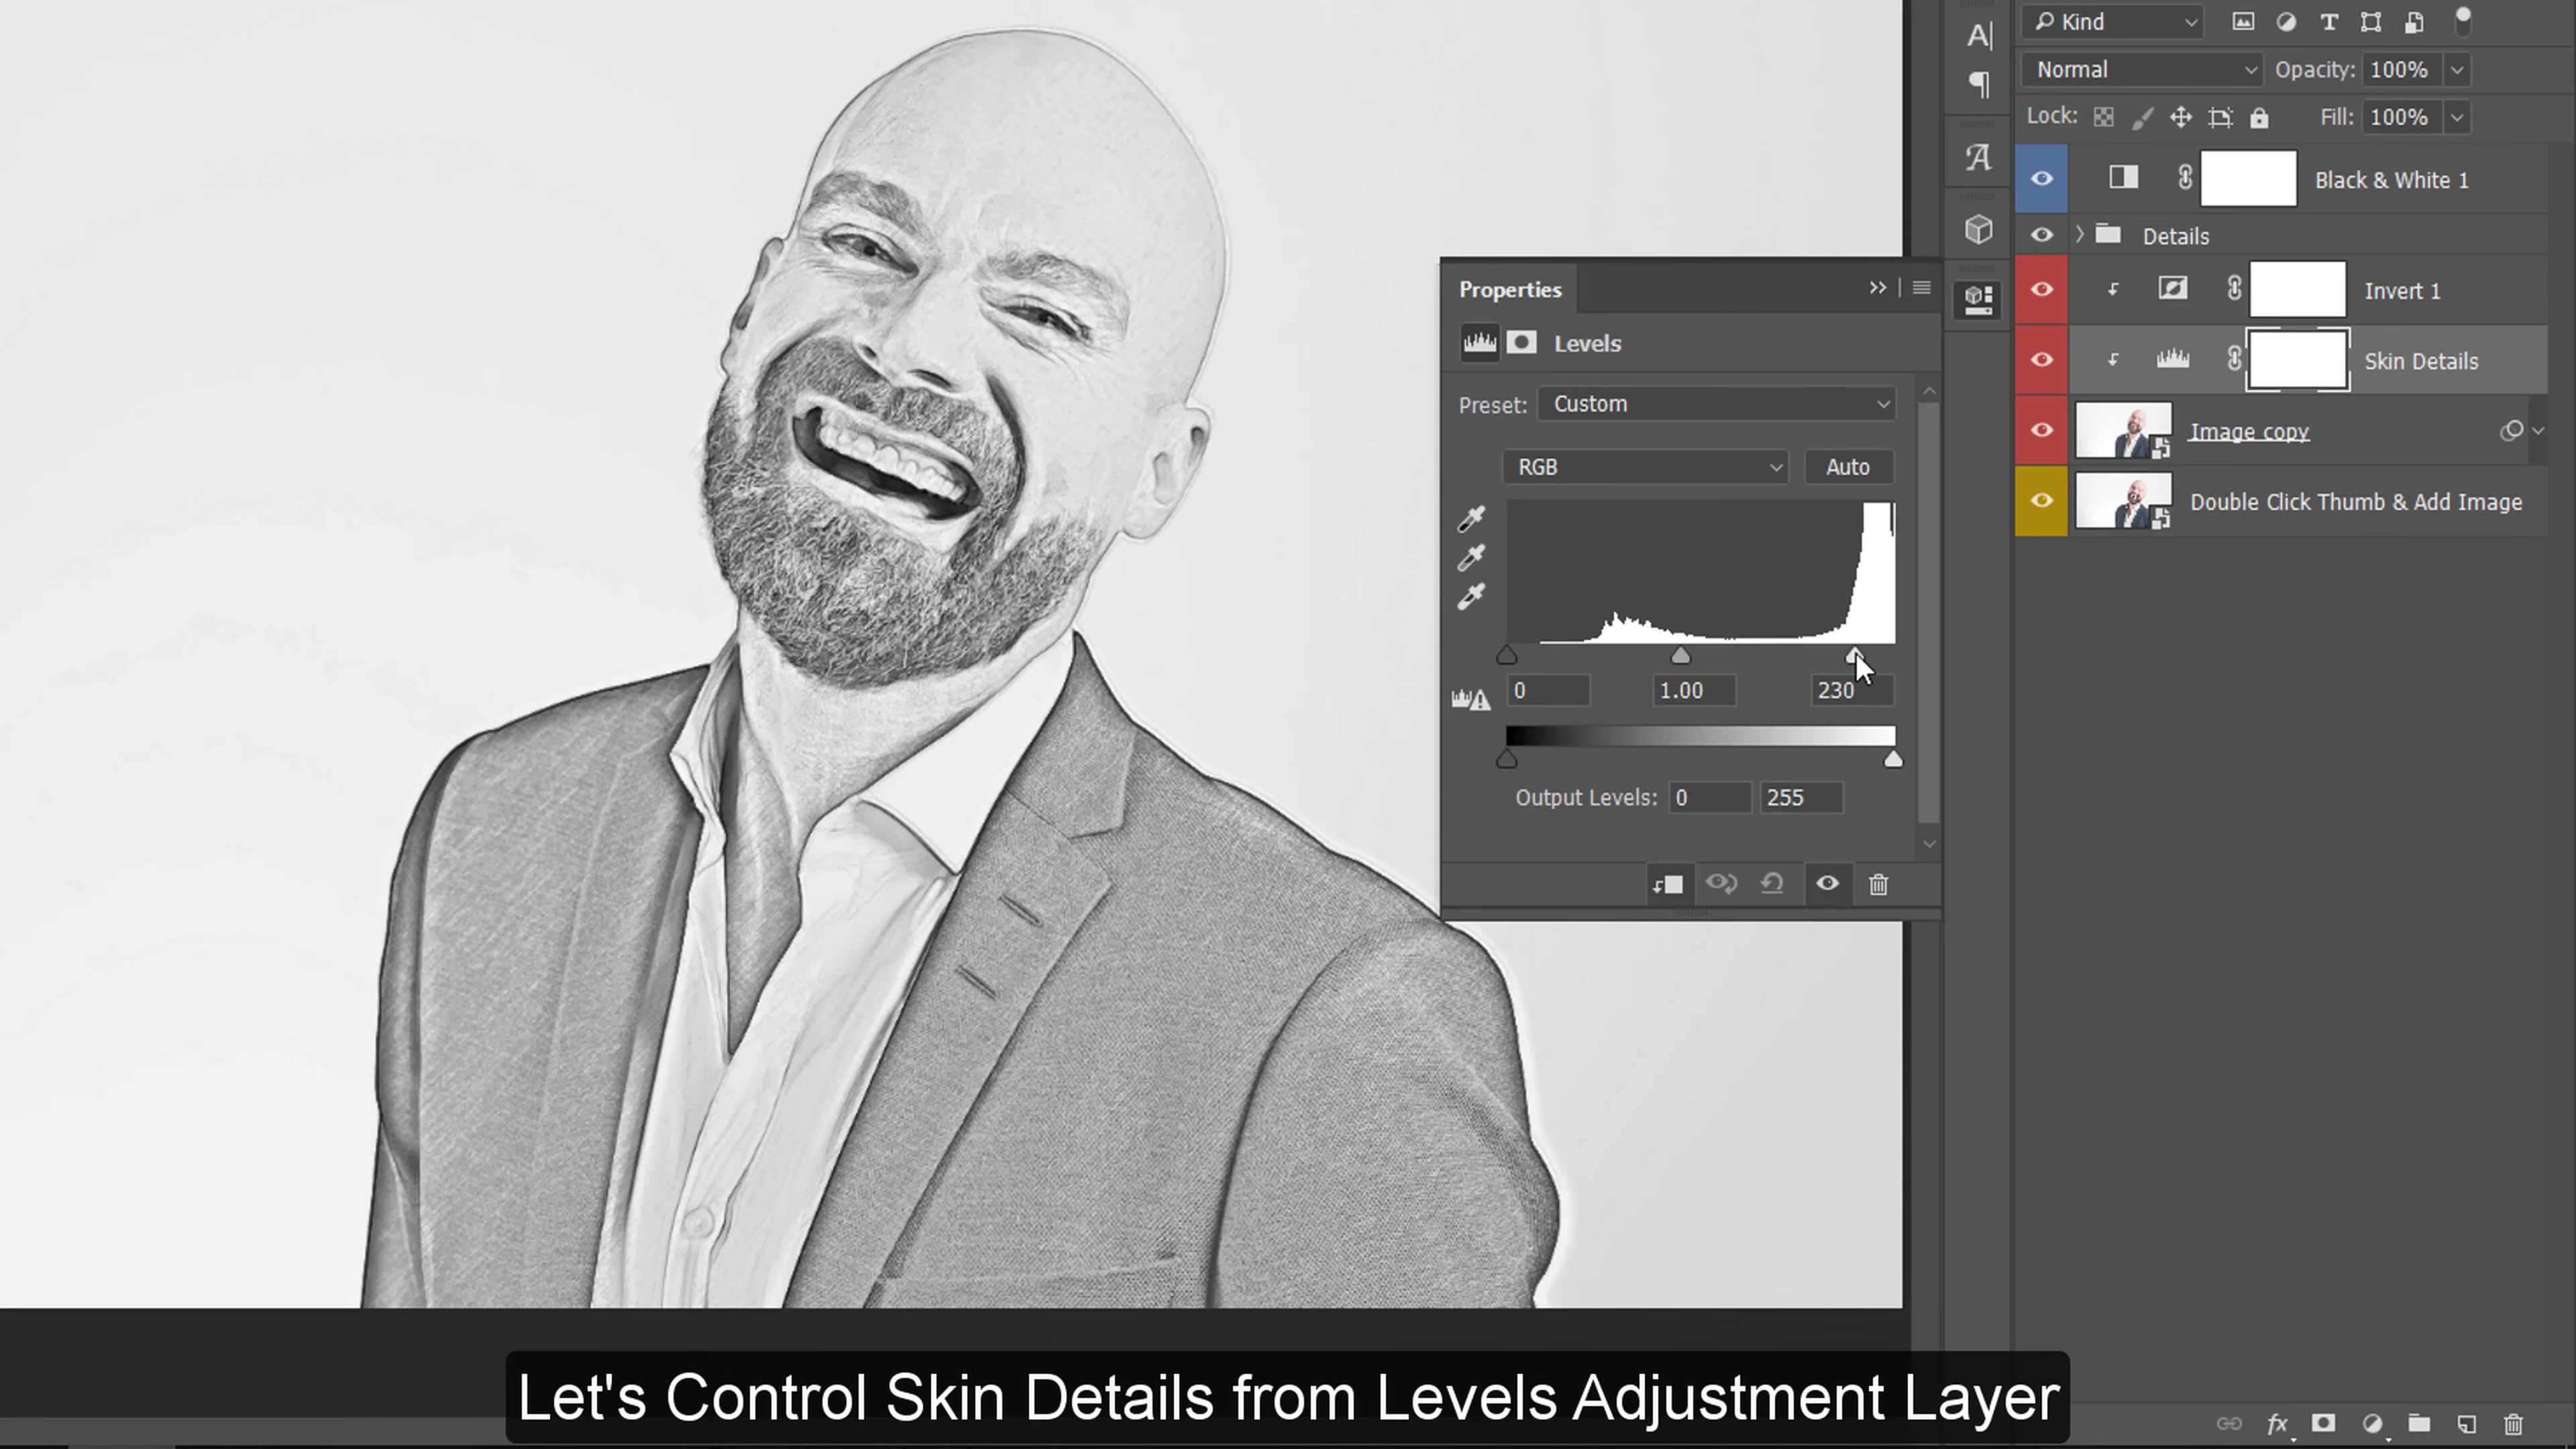 Kind
Normal Opacity: 100%
Lock: Fill: 100%
Black & White 1
Details
Invert 1
Skin Details
Image copy
Double Click Thumb & Add Image
Properties
Levels
Preset: Custom
RGB Auto
0 1.00 230
Output Levels: 0 255
Let's Control Skin Details from Levels Adjustment Layer
fx